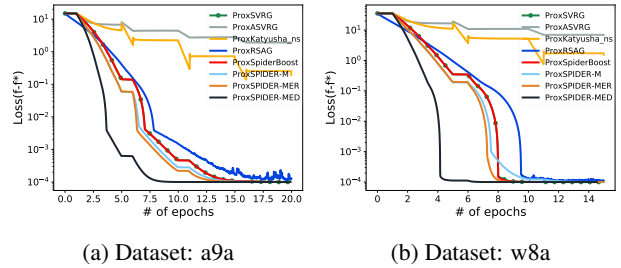 Loss(f-f*)
10¹
10⁰
10⁻¹
10⁻²
10⁻³
10⁻⁴
ProxSVRG
ProxASVRG
ProxKatyusha_ns
ProxRSAG
ProxSpiderBoost
ProxSPIDER-M
ProxSPIDER-MER
ProxSPIDER-MED
0.0 2.5 5.0 7.5 10.0 12.5 15.0 17.5 20.0
# of epochs
(a) Dataset: a9a
Loss(f-f*)
10¹
10⁰
10⁻¹
10⁻²
10⁻³
10⁻⁴
ProxSVRG
ProxASVRG
ProxKatyusha_ns
ProxRSAG
ProxSpiderBoost
ProxSPIDER-M
ProxSPIDER-MER
ProxSPIDER-MED
0 2 4 6 8 10 12 14
# of epochs
(b) Dataset: w8a